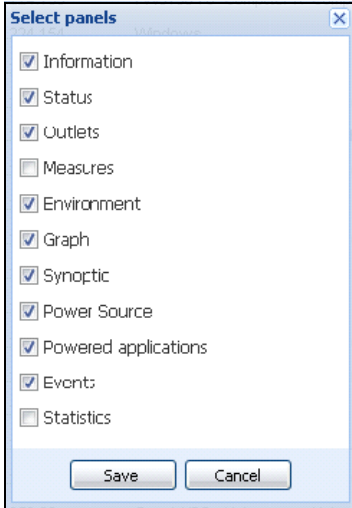 Select panels
Information
Status
Outlets
Measures
Environment
Graph
Synoptic
Power Source
Powered applications
Events
Statistics
Save Cancel